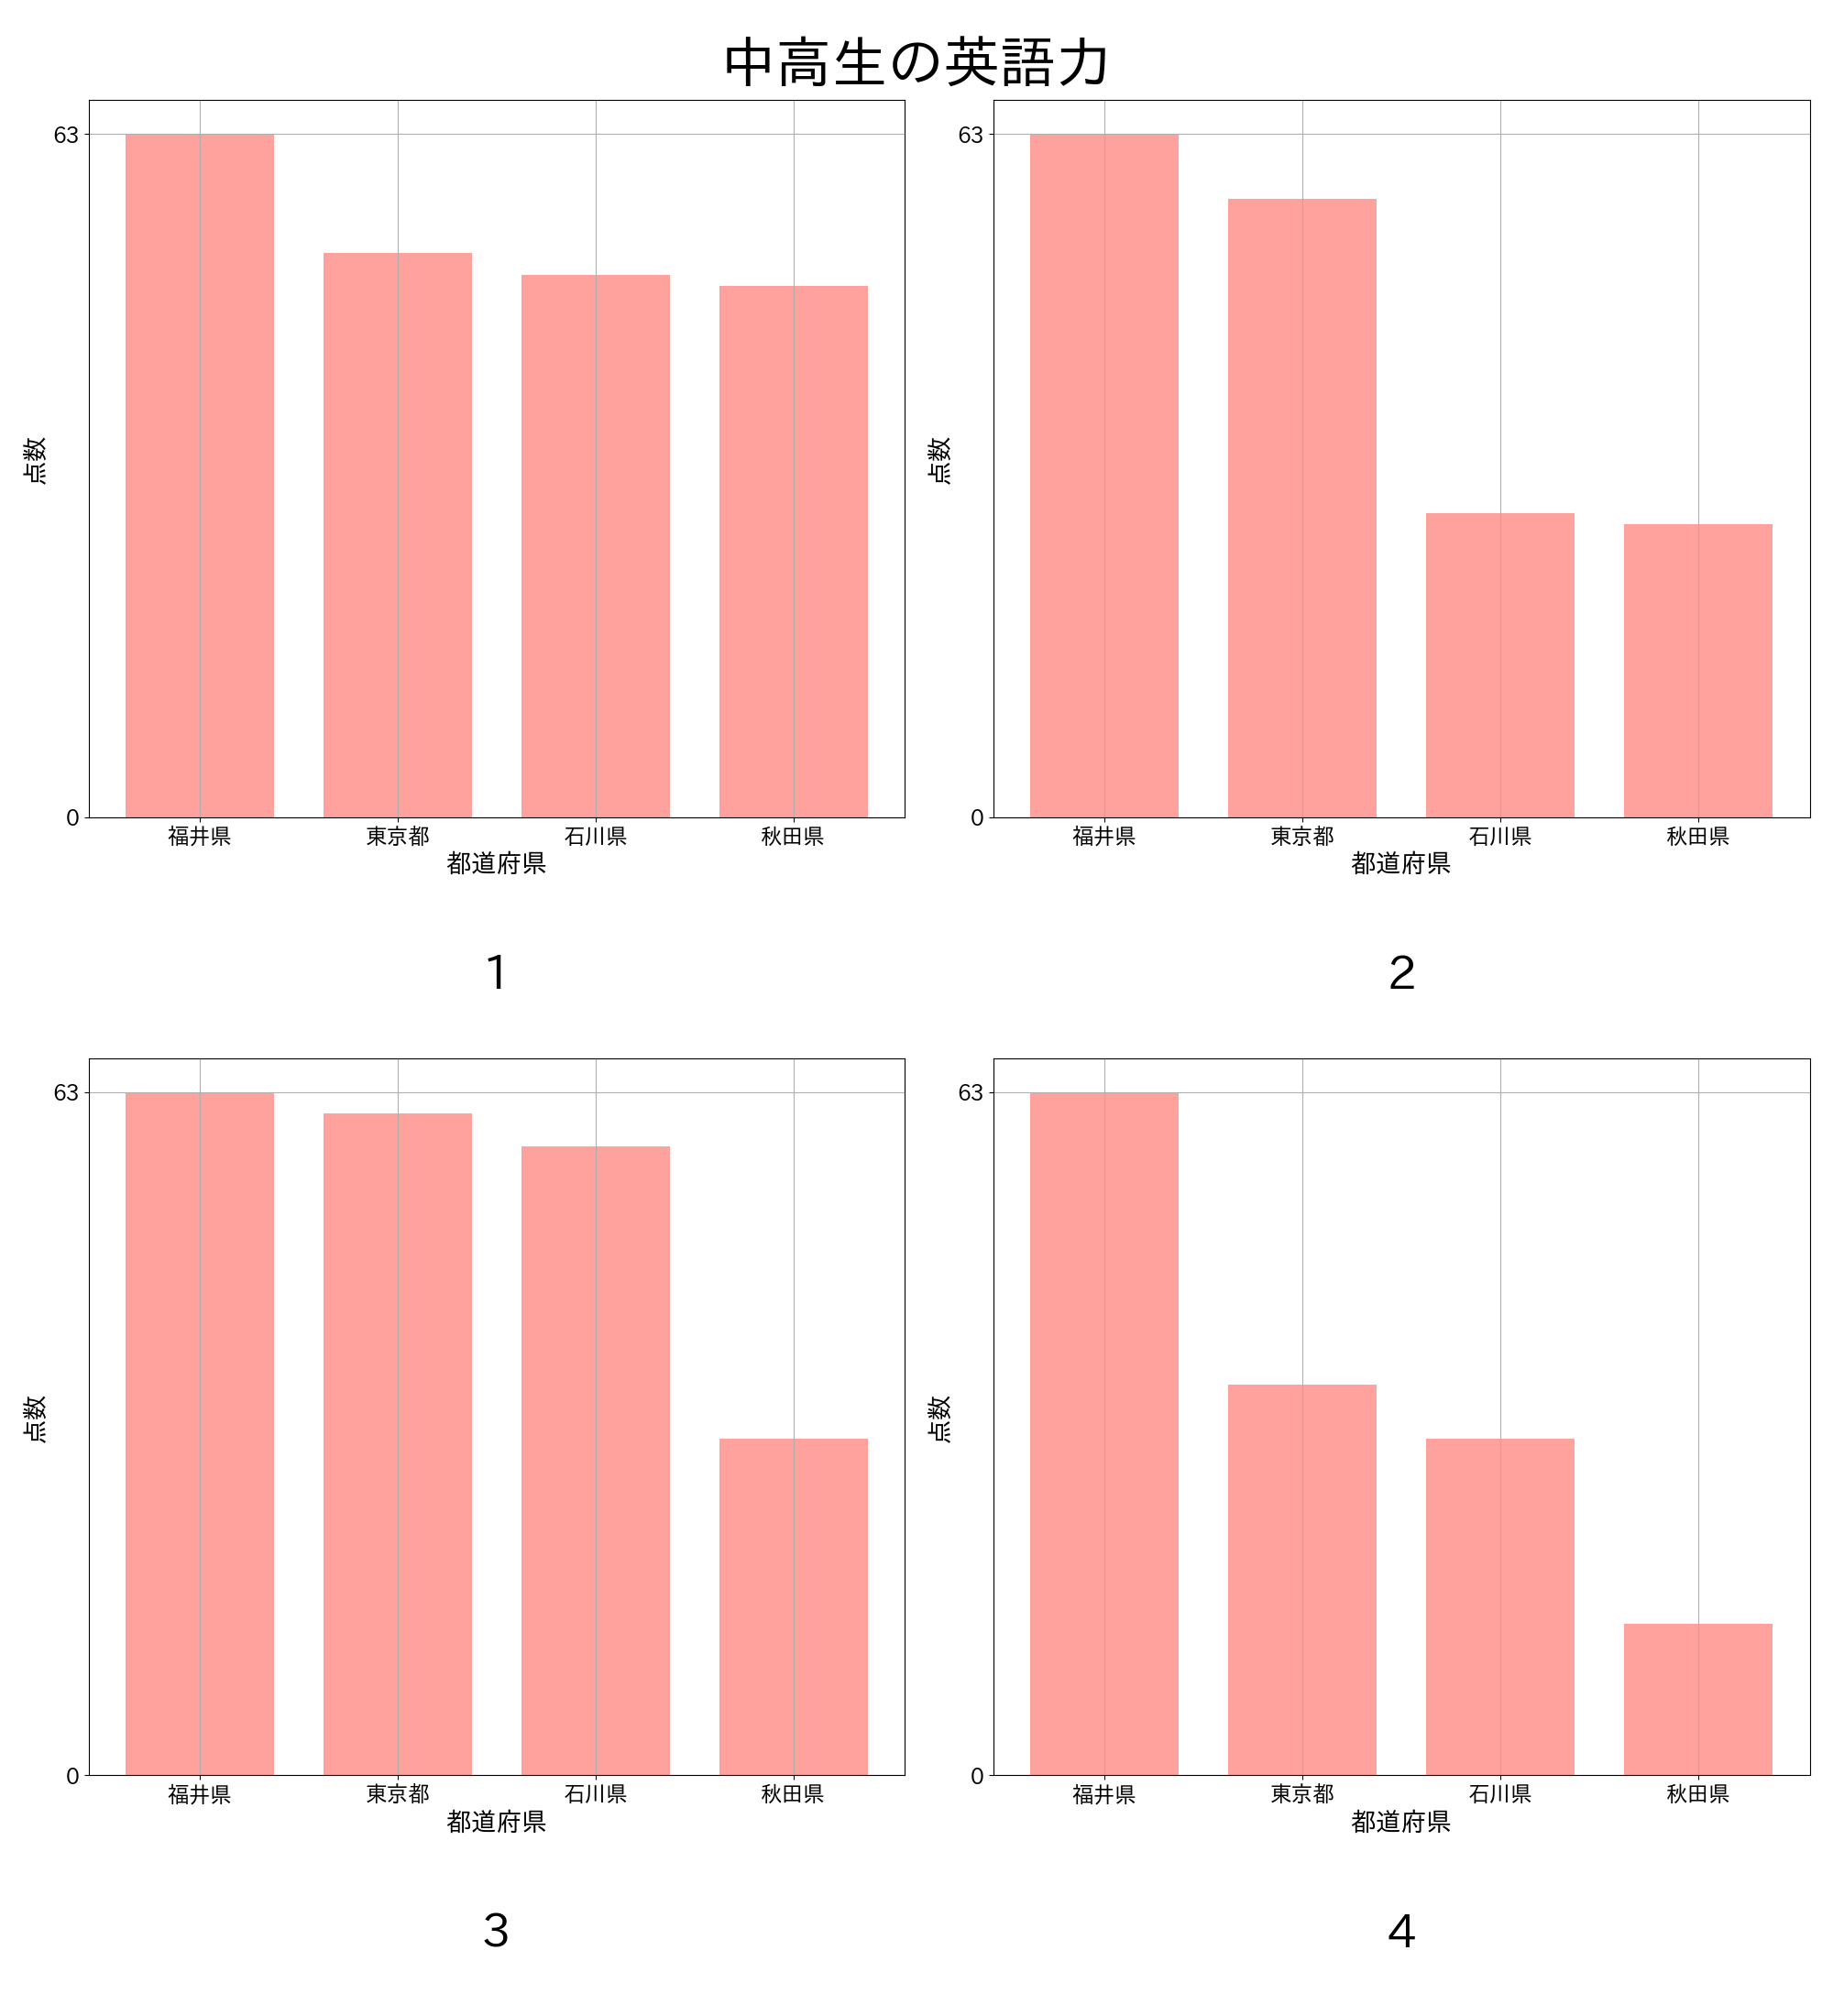 中高生の英語力
63
点数
0
福井県 東京都 石川県 秋田県
都道府県
1
63
点数
0
福井県 東京都 石川県 秋田県
都道府県
2
63
点数
0
福井県 東京都 石川県 秋田県
都道府県
3
63
点数
0
福井県 東京都 石川県 秋田県
都道府県
4